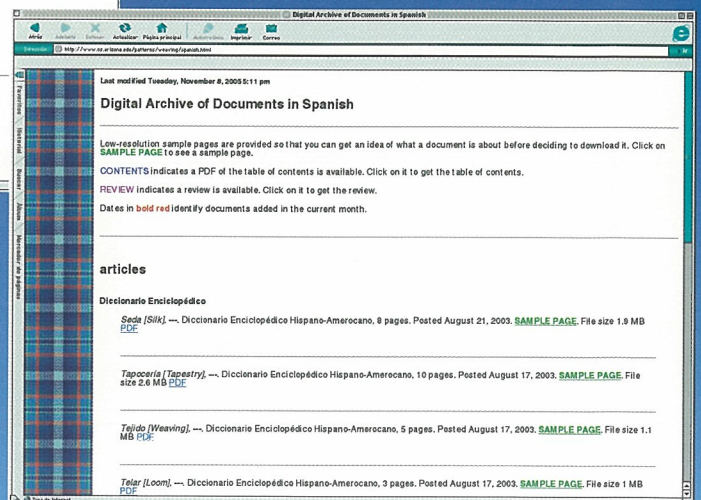 Digital Archive of Documents in Spanish
Atrás Adelante Detener Actualizar Página principal Autorrelleno Imprimir Correo
Dirección http://www.cs.arizona.edu/patterns/weaving/spanish.html Ir
Favoritos
Historial
Buscar
Álbum
Marcador de páginas
Last modified Tuesday, November 8, 2005 5:11 pm
Digital Archive of Documents in Spanish
Low-resolution sample pages are provided so that you can get an idea of what a document is about before deciding to download it. Click on
SAMPLE PAGE to see a sample page.
CONTENTS indicates a PDF of the table of contents is available. Click on it to get the table of contents.
REVIEW indicates a review is available. Click on it to get the review.
Dates in bold red identify documents added in the current month.
articles
Diccionario Enciclopédico
Seda [Silk], ---. Diccionario Enciclopédico Hispano-Amerocano, 8 pages. Posted August 21, 2003. SAMPLE PAGE. File size 1.9 MB
PDF
Tapocería [Tapestry], ---. Diccionario Enciclopédico Hispano-Amerocano, 10 pages. Posted August 17, 2003. SAMPLE PAGE. File
size 2.6 MB PDF
Tejido [Weaving], ---. Diccionario Enciclopédico Hispano-Amerocano, 5 pages. Posted August 17, 2003. SAMPLE PAGE. File size 1.1
MB PDF
Telar [Loom], ---. Diccionario Enciclopédico Hispano-Amerocano, 3 pages. Posted August 17, 2003. SAMPLE PAGE. File size 1 MB
PDF
Zona de Internet